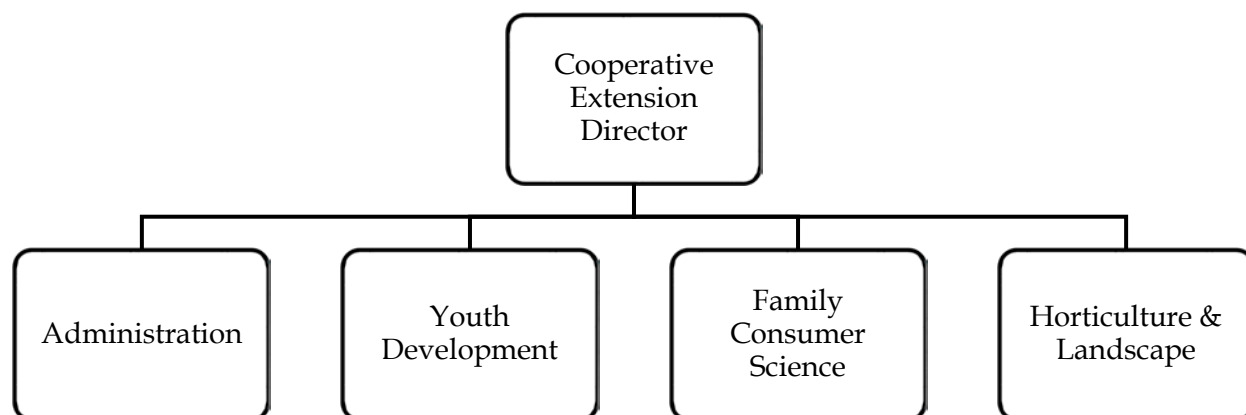 Cooperative
Extension
Director
Administration
Youth
Development
Family
Consumer
Science
Horticulture &
Landscape